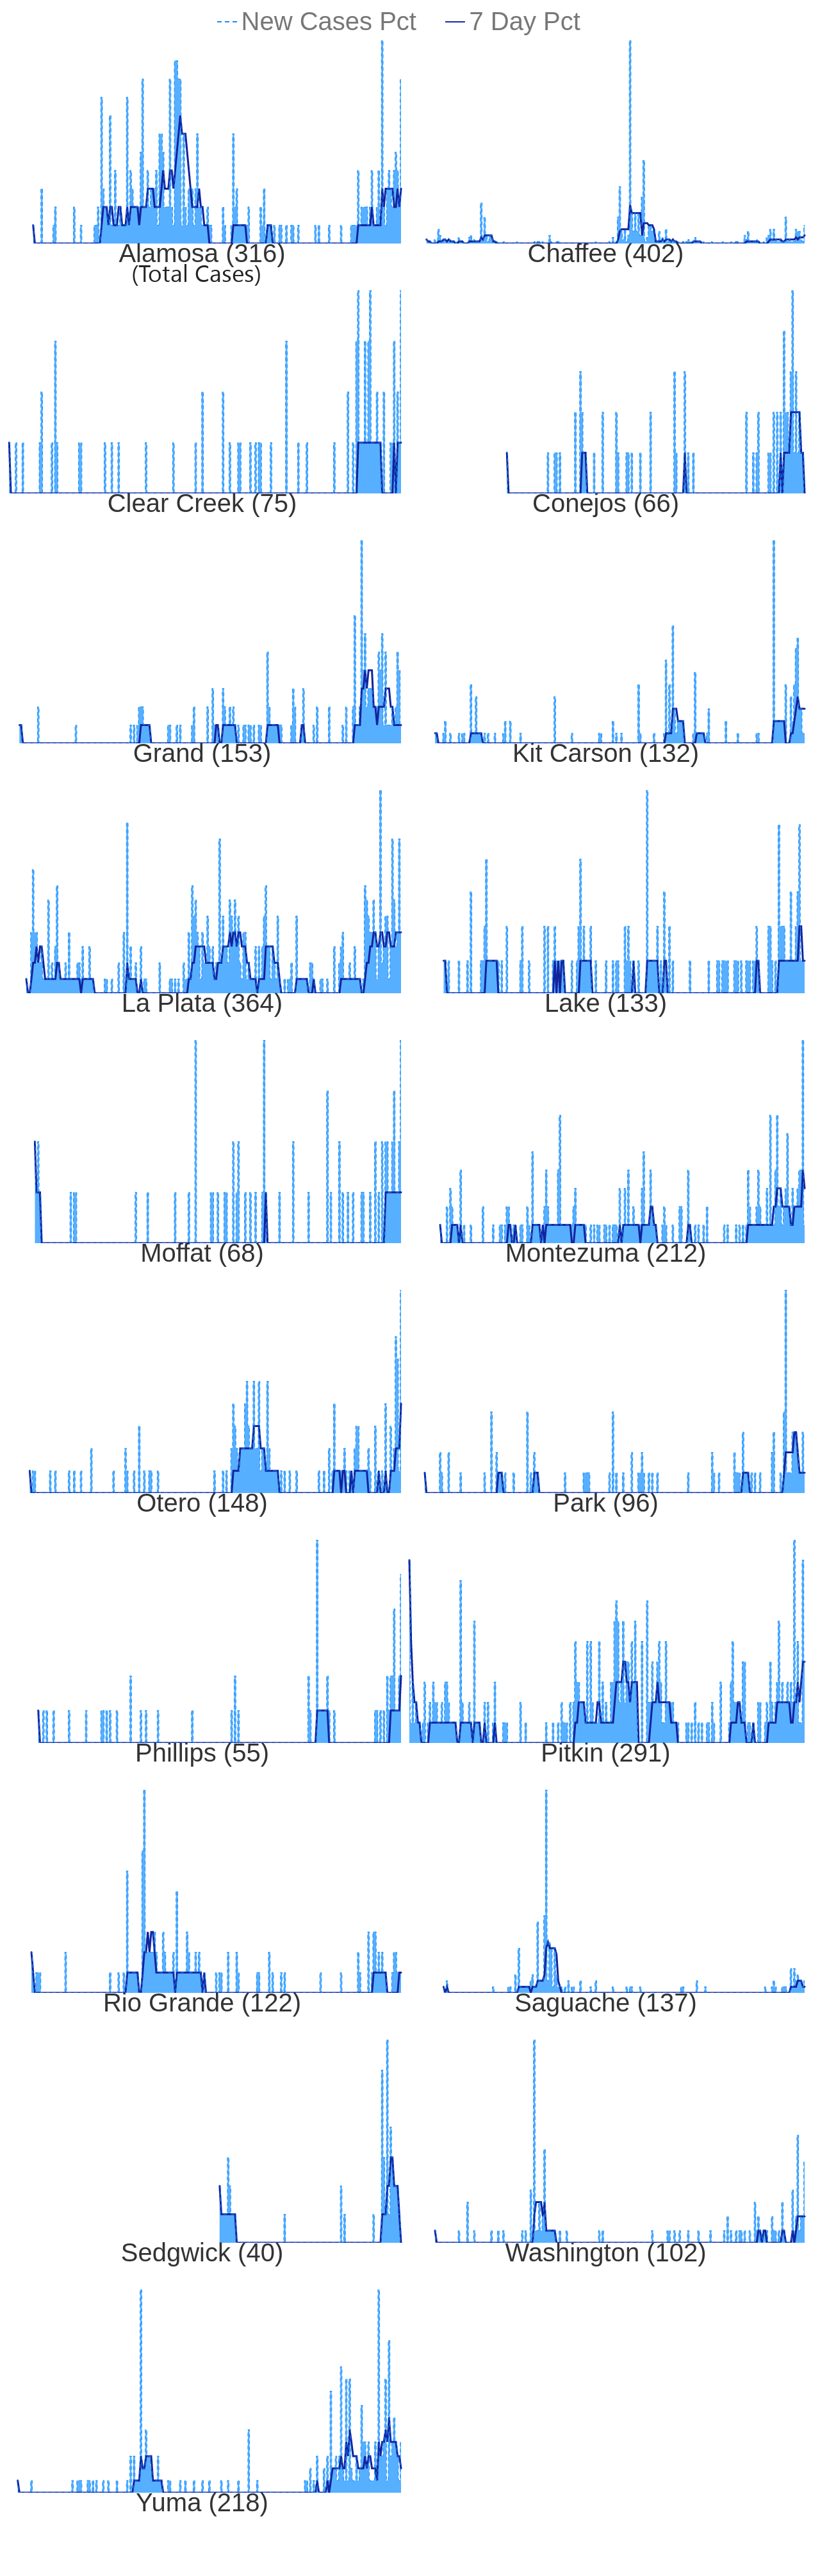 New Cases Pct 7 Day Pct
Alamosa (316) Chaffee (402)
(Total Cases)
Clear Creek (75) Conejos (66)
Grand (153) Kit Carson (132)
La Plata (364) Lake (133)
Moffat (68) Montezuma (212)
Otero (148) Park (96)
Phillips (55) Pitkin (291)
Rio Grande (122) Saguache (137)
Sedgwick (40) Washington (102)
Yuma (218)